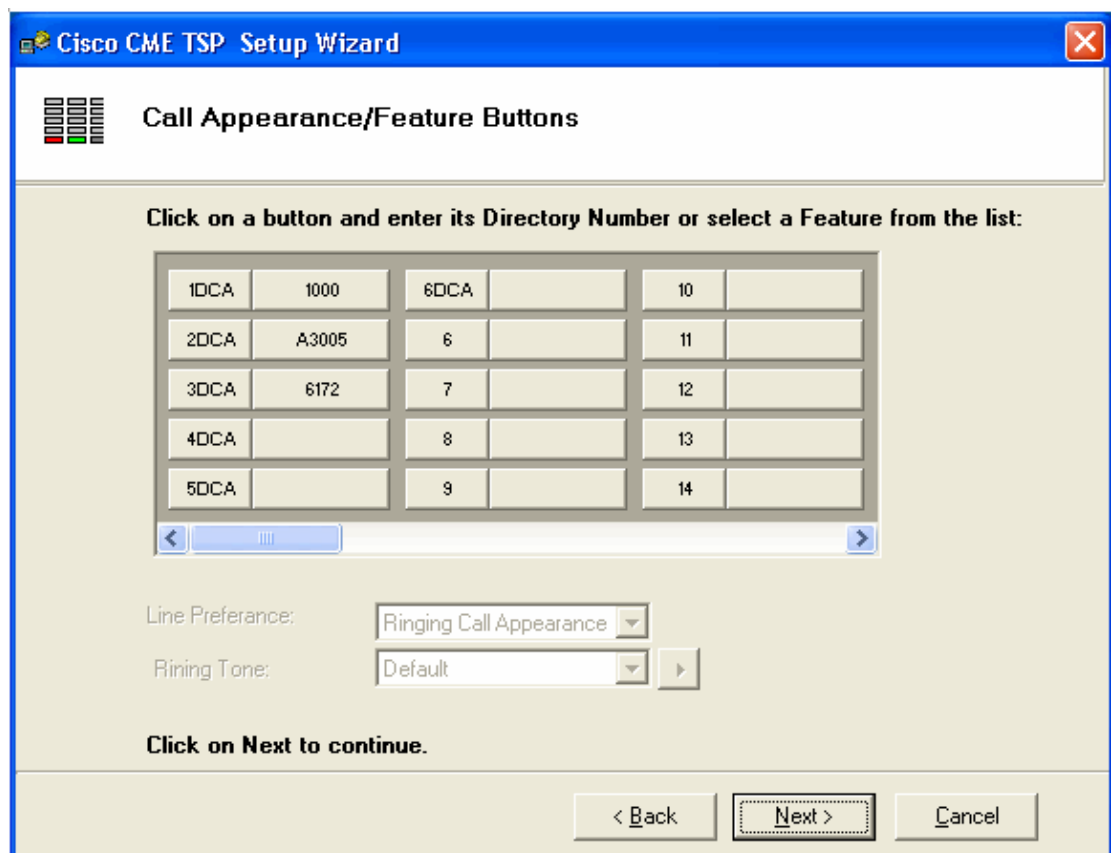 Cisco CME TSP  Setup Wizard
Call Appearance/Feature Buttons
Click on a button and enter its Directory Number or select a Feature from the list:
1DCA 1000 6DCA 10
2DCA A3005 6 11
3DCA 6172 7 12
4DCA 8 13
5DCA 9 14
Line Preferance: Ringing Call Appearance
Rining Tone: Default
Click on Next to continue.
< Back Next > Cancel